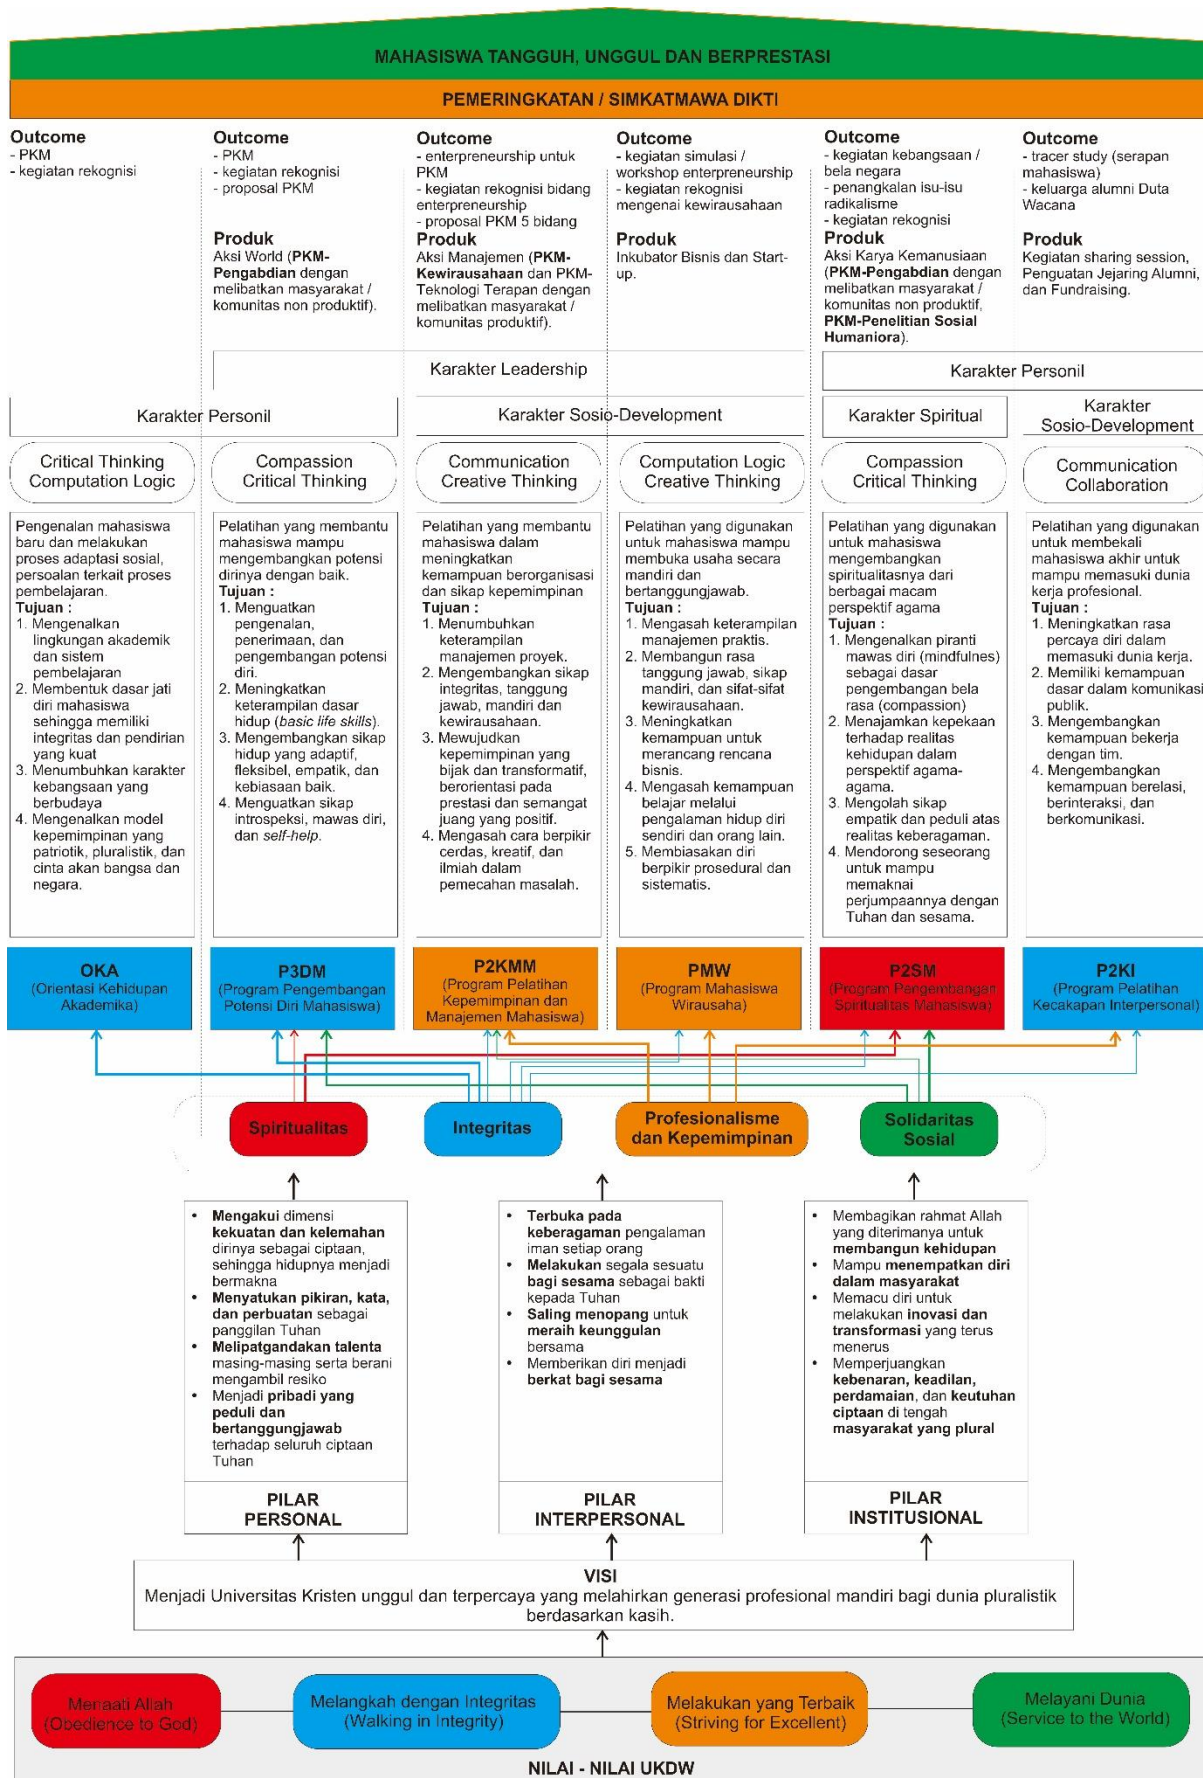 MAHASISWA TANGGUH, UNGGUL DAN BERPRESTASI
PEMERINGKATAN / SIMKATMAWA DIKTI
Outcome
- PKM
- kegiatan rekognisi
Outcome
- PKM
- kegiatan rekognisi
- proposal PKM
Produk
Aksi World (PKM-
Pengabdian dengan
melibatkan masyarakat /
komunitas non produktif).
Outcome
- enterpreneurship untuk
PKM
- kegiatan rekognisi bidang
enterpreneurship
- proposal PKM 5 bidang
Produk
Aksi Manajemen (PKM-
Kewirausahaan dan PKM-
Teknologi Terapan dengan
melibatkan masyarakat /
komunitas produktif).
Outcome
- kegiatan simulasi /
workshop enterpreneurship
- kegiatan rekognisi
mengenai kewirausahaan
Produk
Inkubator Bisnis dan Start-
up.
Outcome
- kegiatan kebangsaan /
bela negara
- penangkalan isu-isu
radikalisme
- kegiatan rekognisi
Produk
Aksi Karya Kemanusiaan
(PKM-Pengabdian dengan
melibatkan masyarakat /
komunitas non produktif,
PKM-Penelitian Sosial
Humaniora).
Outcome
- tracer study (serapan
mahasiswa)
- keluarga alumni Duta
Wacana
Produk
Kegiatan sharing session,
Penguatan Jejaring Alumni,
dan Fundraising.
Karakter Leadership
Karakter Personil
Karakter Personil
Karakter Sosio-Development
Karakter Spiritual
Karakter
Sosio-Development
Critical Thinking
Computation Logic
Compassion
Critical Thinking
Communication
Creative Thinking
Computation Logic
Creative Thinking
Compassion
Critical Thinking
Communication
Collaboration
Pengenalan mahasiswa
baru dan melakukan
proses adaptasi sosial,
persoalan terkait proses
pembelajaran.
Tujuan :
1. Mengenalkan
lingkungan akademik
dan sistem
pembelajaran
2. Membentuk dasar jati
diri mahasiswa
sehingga memiliki
integritas dan pendirian
yang kuat
3. Menumbuhkan karakter
kebangsaan yang
berbudaya
4. Mengenalkan model
kepemimpinan yang
patriotik, pluralistik, dan
cinta akan bangsa dan
negara.
Pelatihan yang membantu
mahasiswa mampu
mengembangkan potensi
dirinya dengan baik.
Tujuan :
1. Menguatkan
pengenalan,
penerimaan, dan
pengembangan potensi
diri.
2. Meningkatkan
keterampilan dasar
hidup (basic life skills).
3. Mengembangkan sikap
hidup yang adaptif,
fleksibel, empatik, dan
kebiasaan baik.
4. Menguatkan sikap
introspeksi, mawas diri,
dan self-help.
Pelatihan yang membantu
mahasiswa dalam
meningkatkan
kemampuan berorganisasi
dan sikap kepemimpinan
Tujuan :
1. Menumbuhkan
keterampilan
manajemen proyek.
2. Mengembangkan sikap
integritas, tanggung
jawab, mandiri dan
kewirausahaan.
3. Mewujudkan
kepemimpinan yang
bijak dan transformatif,
berorientasi pada
prestasi dan semangat
juang yang positif.
4. Mengasah cara berpikir
cerdas, kreatif, dan
ilmiah dalam
pemecahan masalah.
Pelatihan yang digunakan
untuk mahasiswa mampu
membuka usaha secara
mandiri dan
bertanggungjawab.
Tujuan :
1. Mengasah keterampilan
manajemen praktis.
2. Membangun rasa
tanggung jawab, sikap
mandiri, dan sifat-sifat
kewirausahaan.
3. Meningkatkan
kemampuan untuk
merancang rencana
bisnis.
4. Mengasah kemampuan
belajar melalui
pengalaman hidup diri
sendiri dan orang lain.
5. Membiasakan diri
berpikir prosedural dan
sistematis.
Pelatihan yang digunakan
untuk mahasiswa
mengembangkan
spiritualitasnya dari
berbagai macam
perspektif agama
Tujuan :
1. Mengenalkan piranti
mawas diri (mindfulnes)
sebagai dasar
pengembangan bela
rasa (compassion)
2. Menajamkan kepekaan
terhadap realitas
kehidupan dalam
perspektif agama-
agama.
3. Mengolah sikap
empatik dan peduli atas
realitas keberagaman.
4. Mendorong seseorang
untuk mampu
memaknai
perjumpaannya dengan
Tuhan dan sesama.
Pelatihan yang digunakan
untuk membekali
mahasiswa akhir untuk
mampu memasuki dunia
kerja profesional.
Tujuan :
1. Meningkatkan rasa
percaya diri dalam
memasuki dunia kerja.
2. Memiliki kemampuan
dasar dalam komunikasi
publik.
3. Mengembangkan
kemampuan bekerja
dengan tim.
4. Mengembangkan
kemampuan berelasi,
berinteraksi, dan
berkomunikasi.
OKA
(Orientasi Kehidupan
Akademika)
P3DM
(Program Pengembangan
Potensi Diri Mahasiswa)
P2KMM
(Program Pelatihan
Kepemimpinan dan
Manajemen Mahasiswa)
PMW
(Program Mahasiswa
Wirausaha)
P2SM
(Program Pengembangan
Spiritualitas Mahasiswa)
P2KI
(Program Pelatihan
Kecakapan Interpersonal)
Spiritualitas
Integritas
Profesionalisme
dan Kepemimpinan
Solidaritas
Sosial
• Mengakui dimensi
kekuatan dan kelemahan
dirinya sebagai ciptaan,
sehingga hidupnya menjadi
bermakna
• Menyatukan pikiran, kata,
dan perbuatan sebagai
panggilan Tuhan
• Melipatgandakan talenta
masing-masing serta berani
mengambil resiko
• Menjadi pribadi yang
peduli dan
bertanggungjawab
terhadap seluruh ciptaan
Tuhan
PILAR
PERSONAL
• Terbuka pada
keberagaman pengalaman
iman setiap orang
• Melakukan segala sesuatu
bagi sesama sebagai bakti
kepada Tuhan
• Saling menopang untuk
meraih keunggulan
bersama
• Memberikan diri menjadi
berkat bagi sesama
PILAR
INTERPERSONAL
• Membagikan rahmat Allah
yang diterimanya untuk
membangun kehidupan
• Mampu menempatkan diri
dalam masyarakat
• Memacu diri untuk
melakukan inovasi dan
transformasi yang terus
menerus
• Memperjuangkan
kebenaran, keadilan,
perdamaian, dan keutuhan
ciptaan di tengah
masyarakat yang plural
PILAR
INSTITUSIONAL
VISI
Menjadi Universitas Kristen unggul dan terpercaya yang melahirkan generasi profesional mandiri bagi dunia pluralistik
berdasarkan kasih.
Menaati Allah
(Obedience to God)
Melangkah dengan Integritas
(Walking in Integrity)
Melakukan yang Terbaik
(Striving for Excellent)
Melayani Dunia
(Service to the World)
NILAI - NILAI UKDW